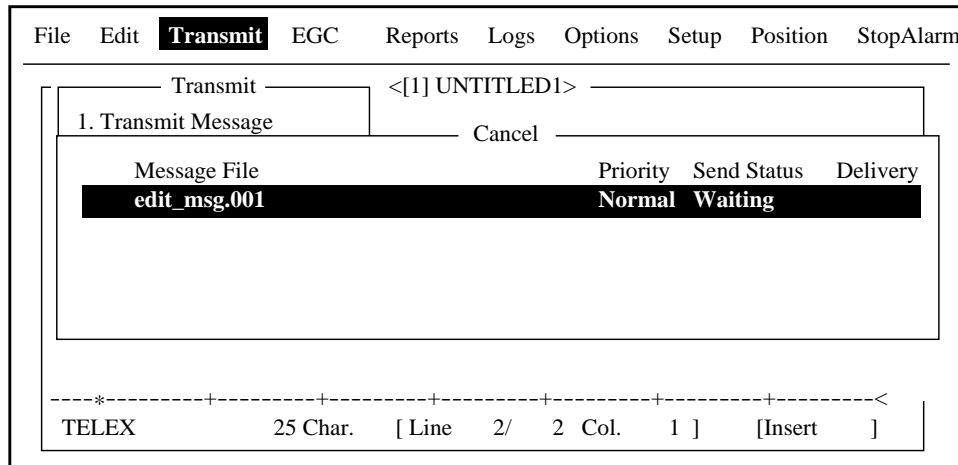 File Edit Transmit EGC Reports Logs Options Setup Position StopAlarm
Transmit <[1] UNTITLED1>
1. Transmit Message
Cancel
Message File Priority Send Status Delivery
edit_msg.001 Normal Waiting
----*---------+---------+---------+---------+---------+---------+---------<
TELEX 25 Char. [ Line 2/ 2 Col. 1 ] [Insert ]